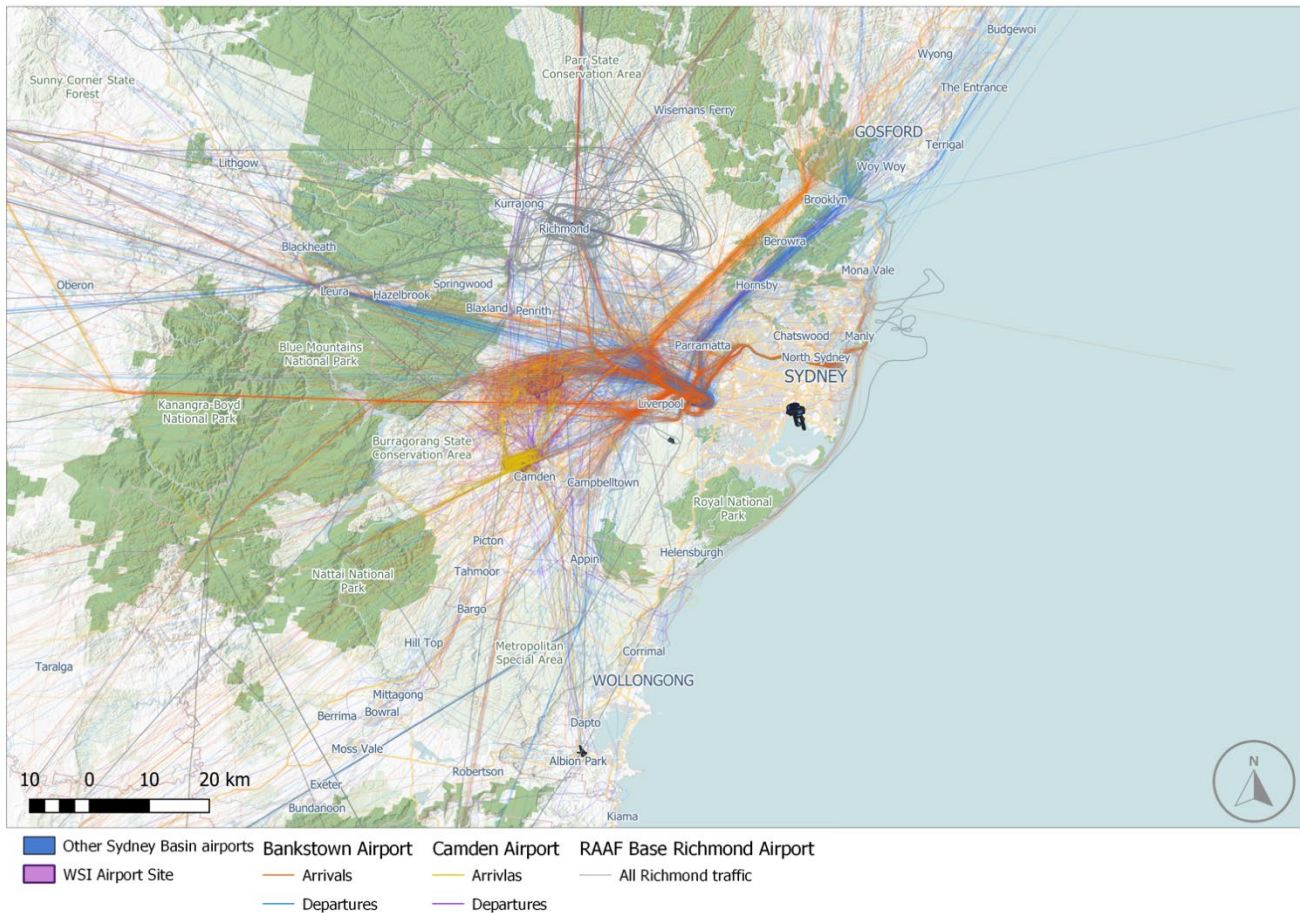 Budgewoi
Wyong
Parr State
Conservation Area
Sunny Corner State
Forest
The Entrance
Wisemans Ferry
GOSFORD
Terrigal
Lithgow
Woy Woy
Kurrajong
Brooklyn
Richmond
Blackheath
Berowra
Mona Vale
Oberon
Leura
Hazelbrook
Springwood
Hornsby
Blaxland
Penrith
Chatswood
Manly
Blue Mountains
National Park
Parramatta
North Sydney
SYDNEY
Kanangra-Boyd
National Park
Liverpool
Burragorang State
Conservation Area
Camden
Campbelltown
Royal National
Park
Picton
Helensburgh
Appin
Nattai National
Park
Tahmoor
Bargo
Hill Top
Metropolitan
Special Area
Corrimal
Taralga
WOLLONGONG
Mittagong
Berrima
Bowral
Dapto
Moss Vale
Albion Park
Robertson
Exeter
Bundanoon
Kiama
10 0 10 20 km
N
Other Sydney Basin airports
WSI Airport Site
Bankstown Airport
Arrivals
Departures
Camden Airport
Arrivlas
Departures
RAAF Base Richmond Airport
All Richmond traffic